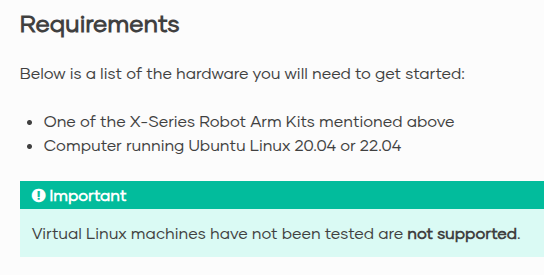 Requirements
Below is a list of the hardware you will need to get started:
One of the X-Series Robot Arm Kits mentioned above
Computer running Ubuntu Linux 20.04 or 22.04
Important
Virtual Linux machines have not been tested are not supported.